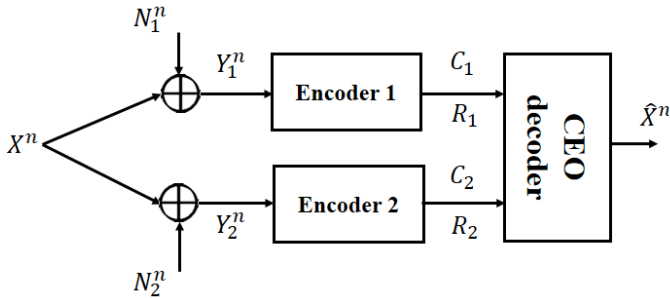 N₁ⁿ
Y₁ⁿ
Encoder 1
C₁
R₁
Xⁿ
CEO
decoder
X̂ⁿ
Y₂ⁿ
Encoder 2
C₂
R₂
N₂ⁿ